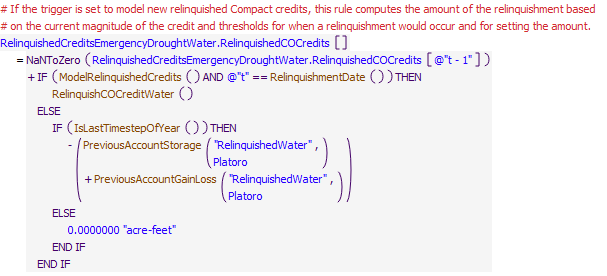 # If the trigger is set to model new relinquished Compact credits, this rule computes the amount of the relinquishment based
# on the current magnitude of the credit and thresholds for when a relinquishment would occur and for setting the amount.
RelinquishedCreditsEmergencyDroughtWater.RelinquishedCOCredits []
= NaNToZero ( RelinquishedCreditsEmergencyDroughtWater.RelinquishedCOCredits [ @"t - 1" ] )
+ IF ( ModelRelinquishedCredits () AND @"t" == RelinquishmentDate () ) THEN
RelinquishCOCreditWater ()
ELSE
IF ( IsLastTimestepOfYear () ) THEN
- ( PreviousAccountStorage ( "RelinquishedWater" ,
Platoro )
+ PreviousAccountGainLoss ( "RelinquishedWater" ,
Platoro ) )
ELSE
0.0000000 "acre-feet"
END IF
END IF